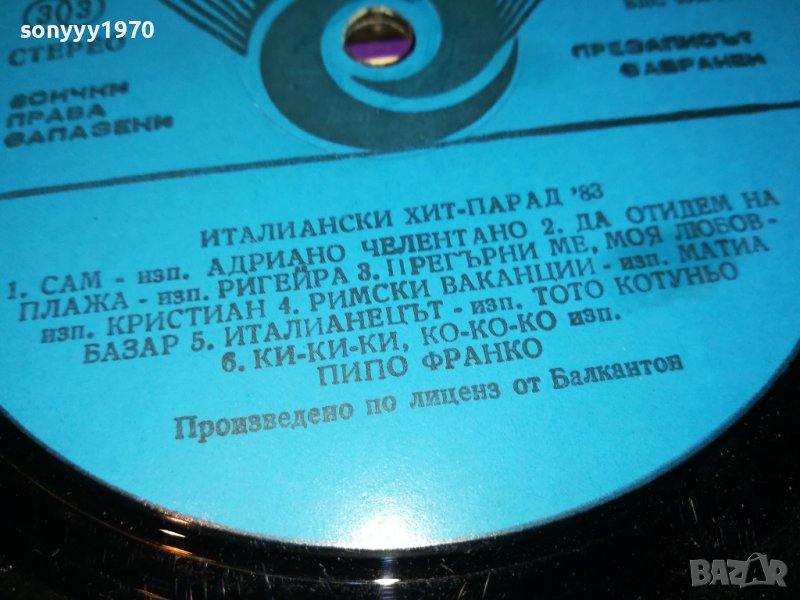 sonyyy1970
33
СТЕРЕО
ВСИЧКИ
ПРАВА
ЗАПАЗЕНИ
ПРЕЗАПИСЪТ
ЗАБРАНЕН
ИТАЛИАНСКИ ХИТ-ПАРАД '83
1. САМ - изп. АДРИАНО ЧЕЛЕНТАНО 2. ДА ОТИДЕМ НА
ПЛАЖА - изп. РИГЕЙРА 3. ПРЕГЪРНИ МЕ, МОЯ ЛЮБОВ-
изп. КРИСТИАН 4. РИМСКИ ВАКАНЦИИ - изп. МАТИА
БАЗАР 5. ИТАЛИАНЕЦЪТ - изп. ТОТО КОТУНЬО
6. КИ-КИ-КИ, КО-КО-КО изп.
ПИПО ФРАНКО
Произведено по лиценз от Балкантон
BAZAR